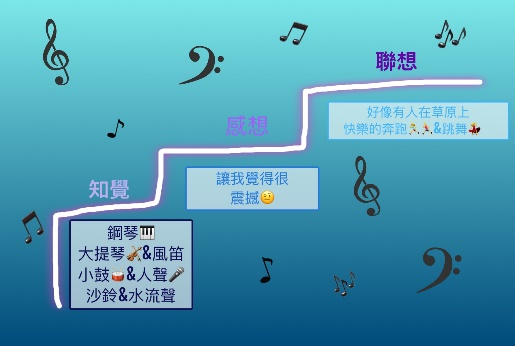 聯想
好像有人在草原上
快樂的奔跑🏃🏃&跳舞💃
感想
讓我覺得很
震撼🤨
知覺
鋼琴🎹
大提琴🎻&風笛
小鼓🥁&人聲🎤
沙鈴&水流聲